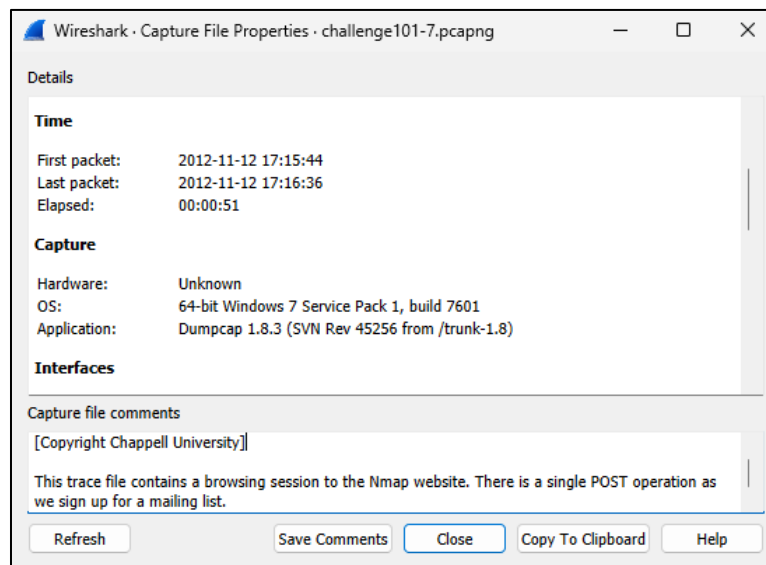 Wireshark · Capture File Properties · challenge101-7.pcapng
Details
Time
First packet: 2012-11-12 17:15:44
Last packet: 2012-11-12 17:16:36
Elapsed: 00:00:51
Capture
Hardware: Unknown
OS: 64-bit Windows 7 Service Pack 1, build 7601
Application: Dumpcap 1.8.3 (SVN Rev 45256 from /trunk-1.8)
Interfaces
Capture file comments
[Copyright Chappell University]
This trace file contains a browsing session to the Nmap website. There is a single POST operation as
we sign up for a mailing list.
Refresh Save Comments Close Copy To Clipboard Help